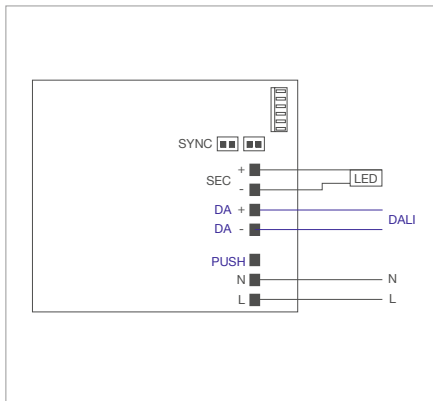 SYNC
+
SEC
LED
-
DA +
DALI
DA -
PUSH
N N
L L